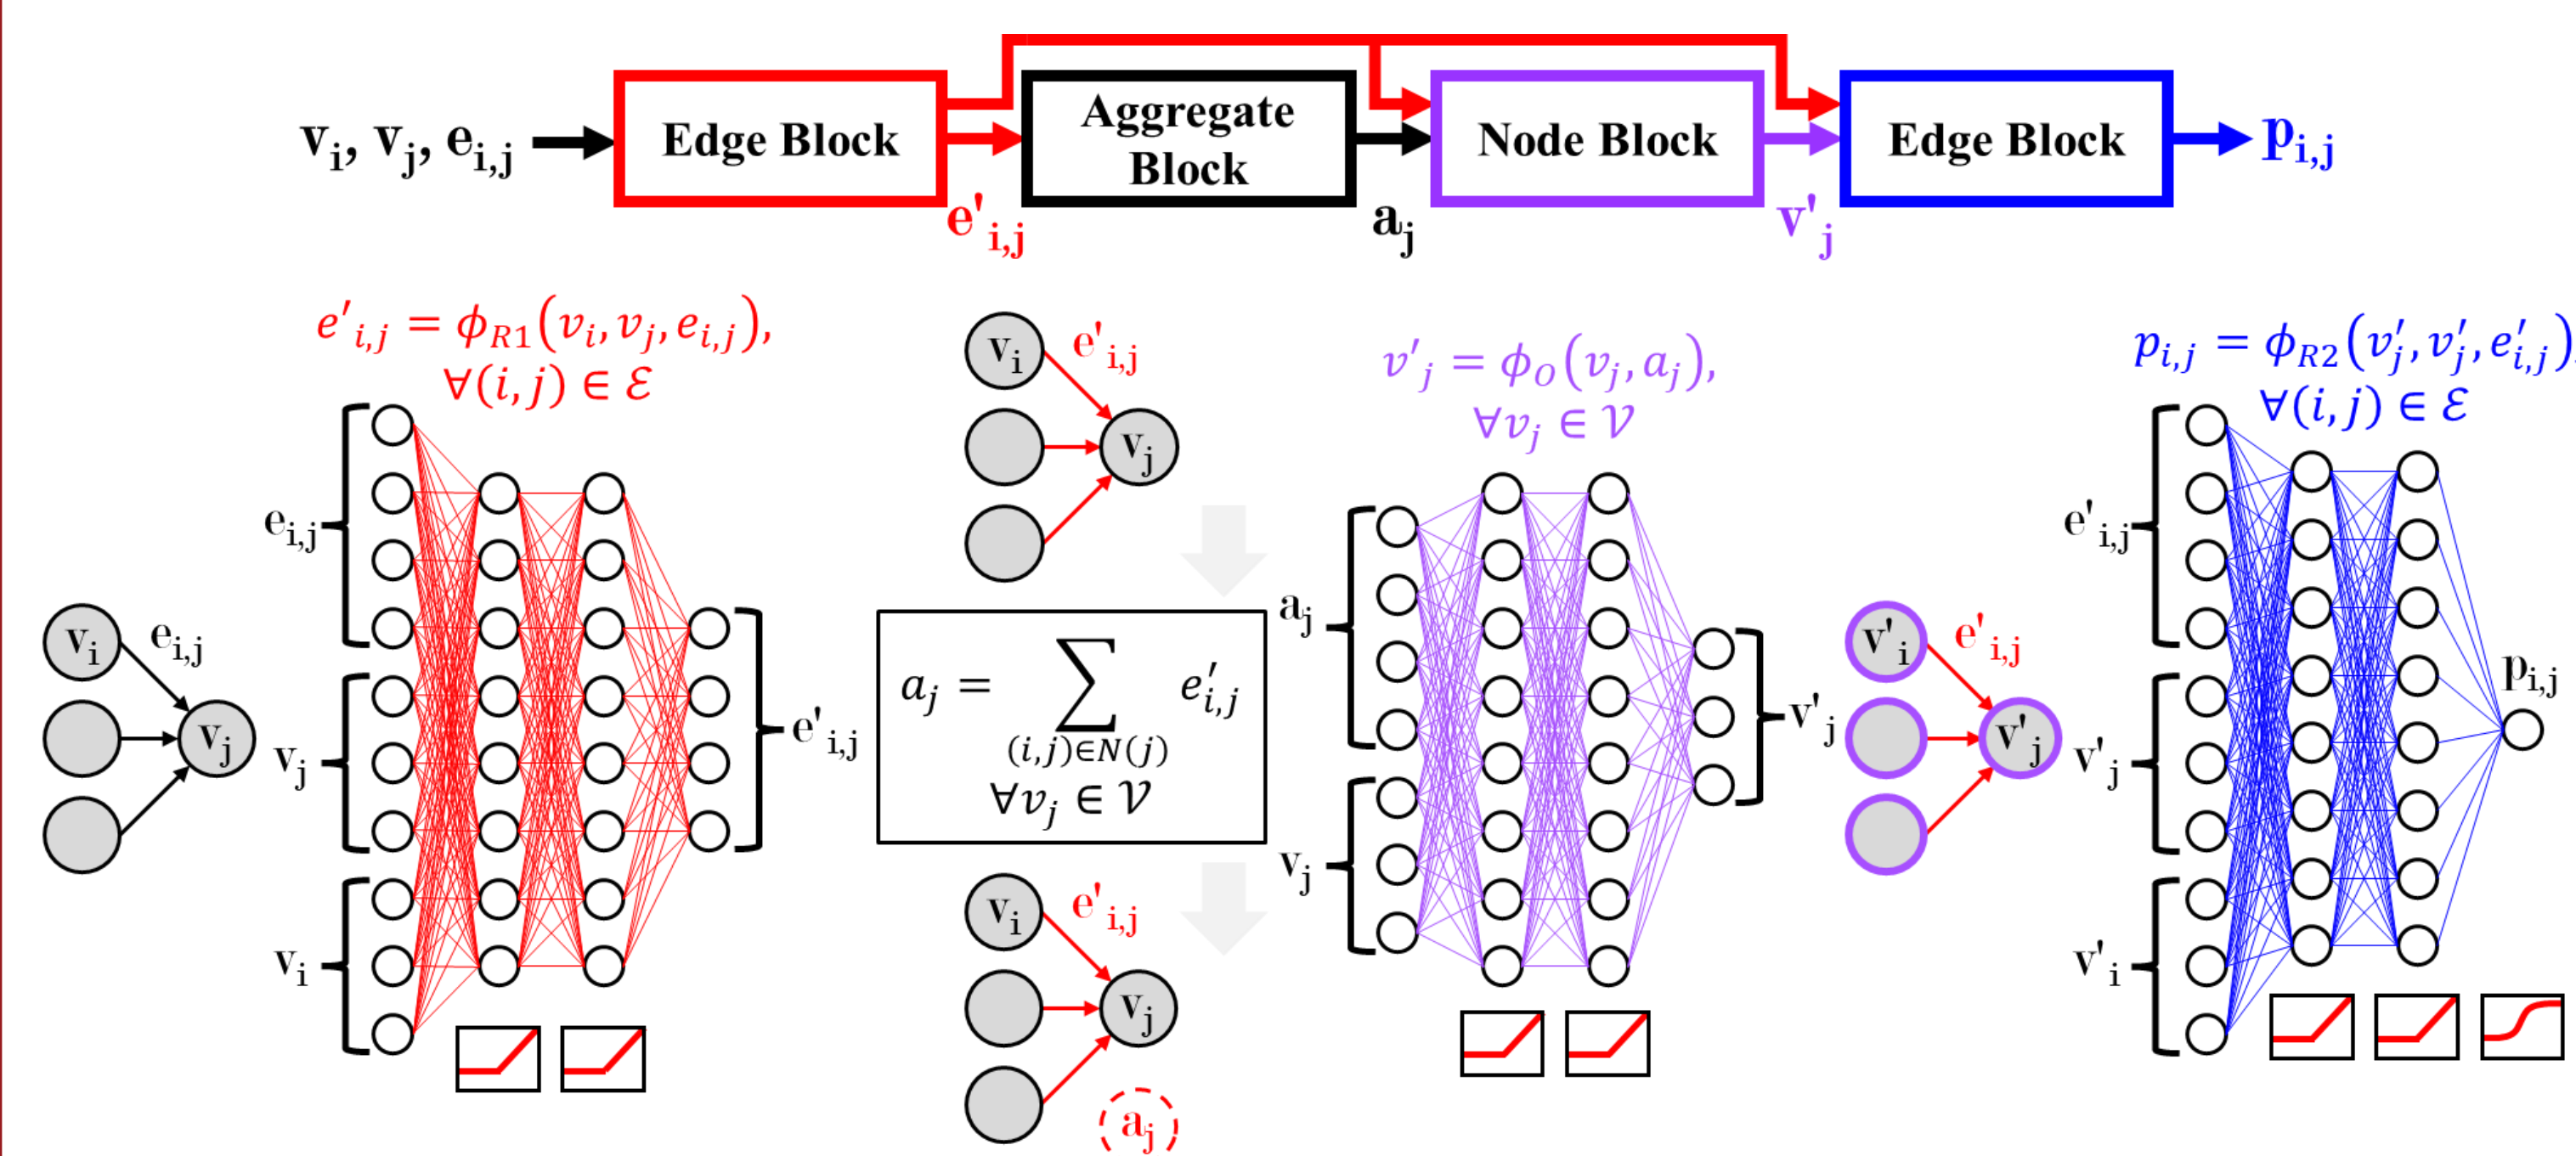 vi, vj, ei,j
Edge Block
Aggregate
Block
Node Block
Edge Block
pi,j
e'i,j
aj
v'j
e'i,j = ϕR1(vi, vj, ei,j),
∀(i, j) ∈ ℰ
ei,j
vj
vi
vi
ei,j
vj
e'i,j
vi
e'i,j
vj
aj = ∑ e′i,j
(i,j)∈N(j)
∀vj ∈ 𝒱
vi
e'i,j
vj
aj
v'j = ϕO(vj, aj),
∀vj ∈ 𝒱
aj
vj
v'j
v'i
e'i,j
v'j
pi,j = ϕR2(v′j, v′j, e′i,j)
∀(i, j) ∈ ℰ
e'i,j
v'j
v'i
pi,j